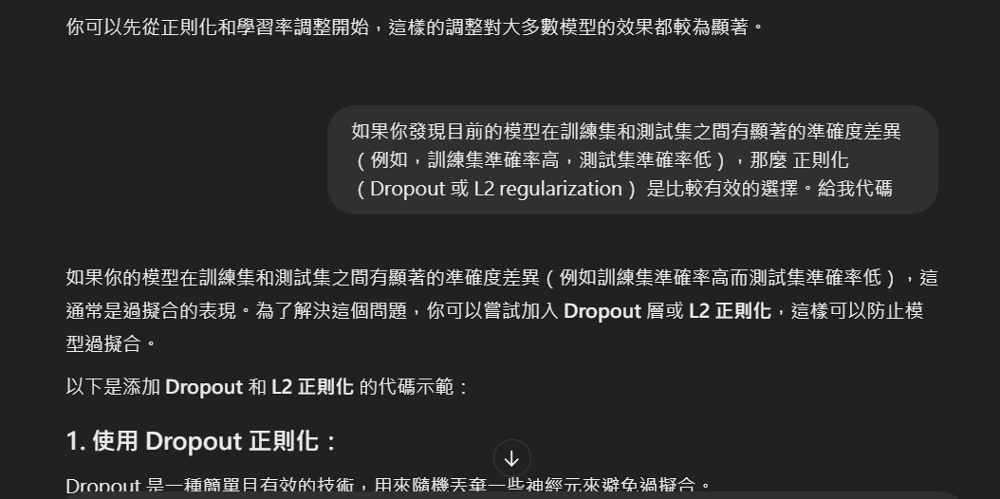 你可以先從正則化和學習率調整開始，這樣的調整對大多數模型的效果都較為顯著。
如果你發現目前的模型在訓練集和測試集之間有顯著的準確度差異
（例如，訓練集準確率高，測試集準確率低），那麼 正則化
（Dropout 或 L2 regularization） 是比較有效的選擇。給我代碼
如果你的模型在訓練集和測試集之間有顯著的準確度差異（例如訓練集準確率高而測試集準確率低），這
通常是過擬合的表現。為了解決這個問題，你可以嘗試加入 Dropout 層或 L2 正則化，這樣可以防止模
型過擬合。
以下是添加 Dropout 和 L2 正則化 的代碼示範：
1. 使用 Dropout 正則化：
Dropout 是一種簡單且有效的技術，用來隨機丟棄一些神經元來避免過擬合。